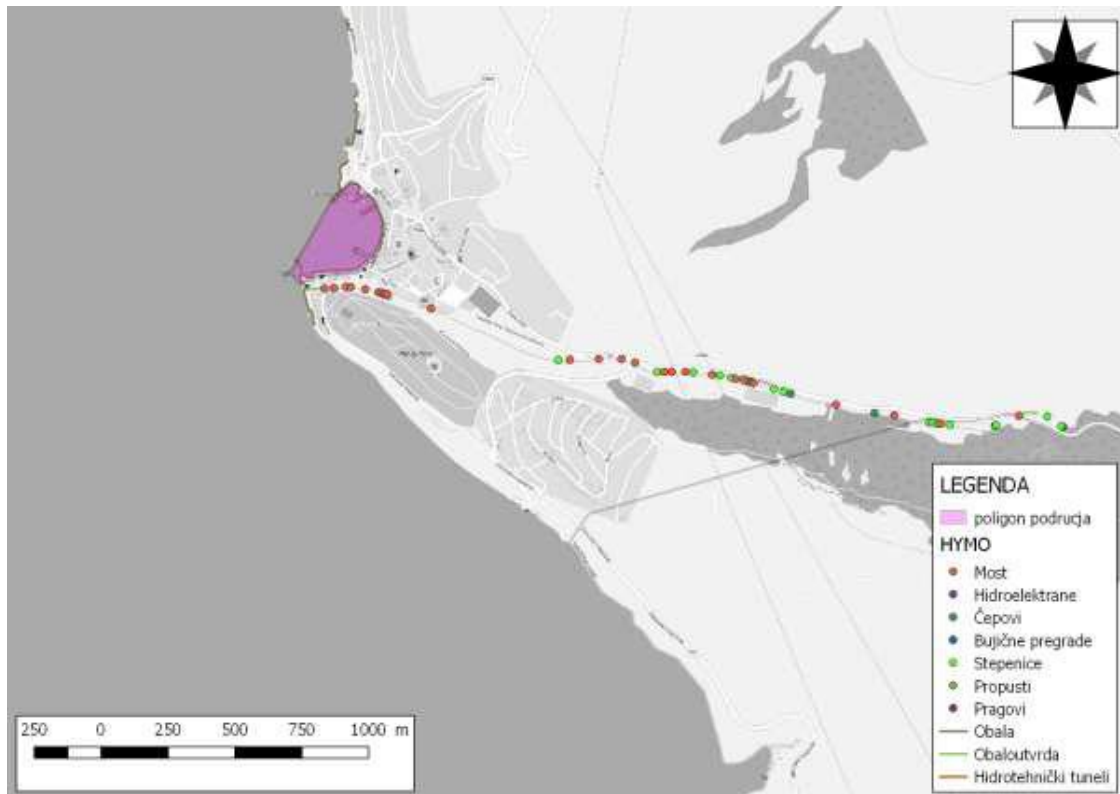 LEGENDA
poligon podrucja
HYMO
Most
Hidroelektrane
Čepovi
Bujične pregrade
Stepenice
Propusti
Pragovi
Obala
Obaloutvrda
Hidrotehnički tuneli
250 0 250 500 750 1000 m